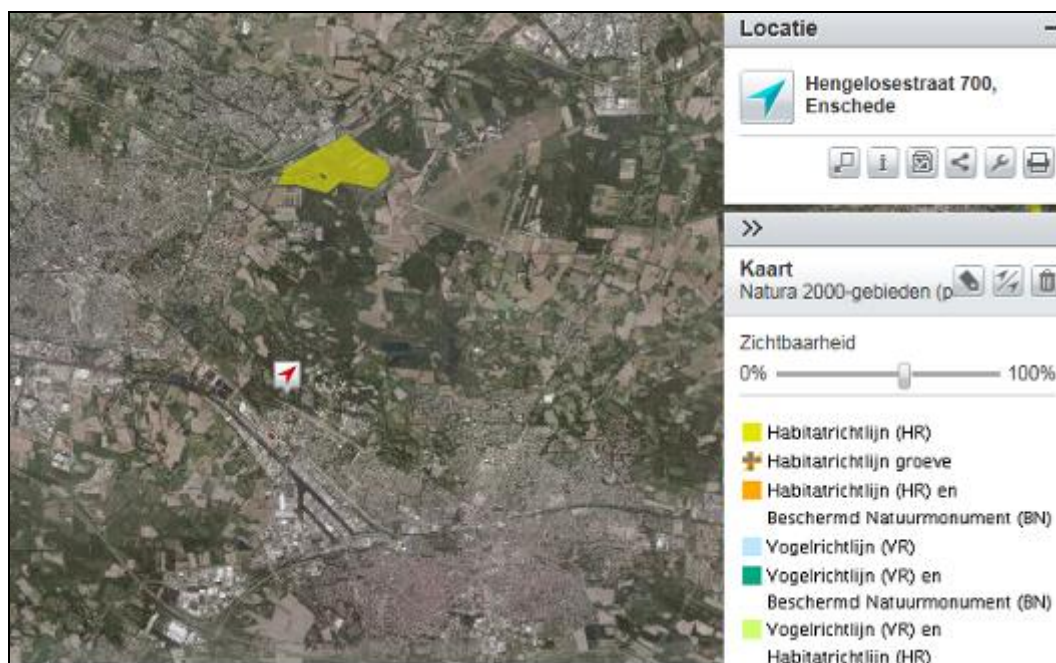 Locatie
Hengelosestraat 700,
Enschede
Kaart
Natura 2000-gebieden (p
Zichtbaarheid
0% 100%
Habitatrichtlijn (HR)
Habitatrichtlijn groeve
Habitatrichtlijn (HR) en
Beschermd Natuurmonument (BN)
Vogelrichtlijn (VR)
Vogelrichtlijn (VR) en
Beschermd Natuurmonument (BN)
Vogelrichtlijn (VR) en
Habitatrichtlijn (HR)